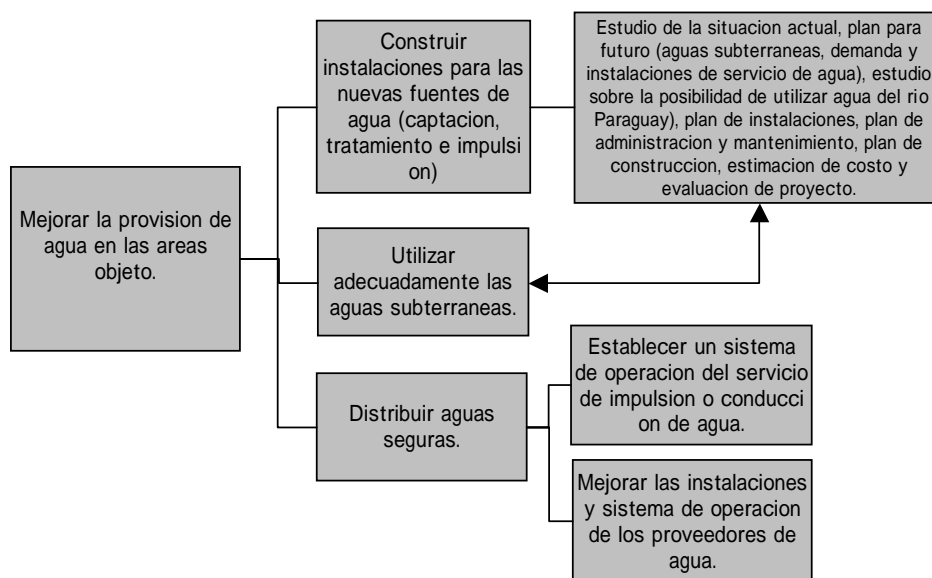 Mejorar la provision de
agua en las areas
objeto.
Construir
instalaciones para las
nuevas fuentes de
agua (captacion,
tratamiento e impulsi
on)
Estudio de la situacion actual, plan para
futuro (aguas subterraneas, demanda y
instalaciones de servicio de agua), estudio
sobre la posibilidad de utilizar agua del rio
Paraguay), plan de instalaciones, plan de
administracion y mantenimiento, plan de
construccion, estimacion de costo y
evaluacion de proyecto.
Utilizar
adecuadamente las
aguas subterraneas.
Distribuir aguas
seguras.
Establecer un sistema
de operacion del servicio
de impulsion o conducci
on de agua.
Mejorar las instalaciones
y sistema de operacion
de los proveedores de
agua.